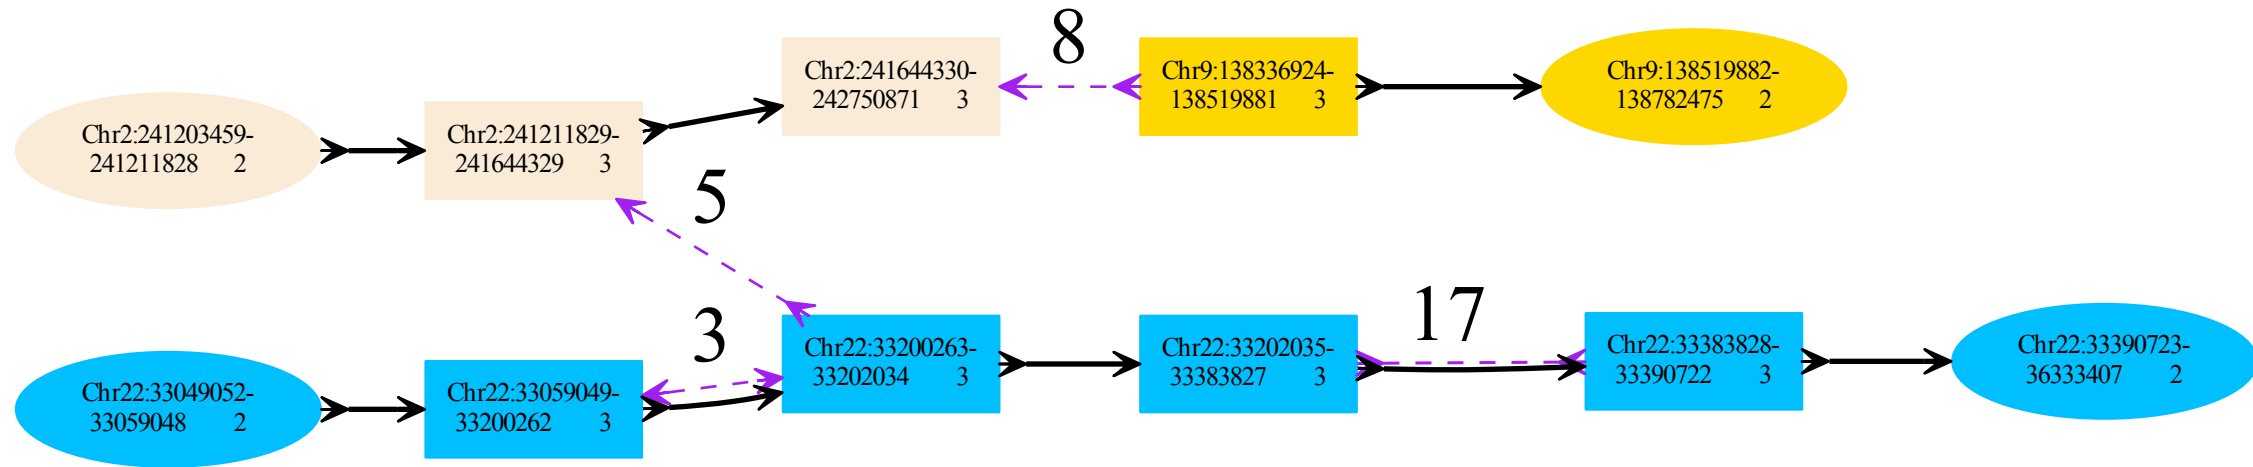 8
Chr2:241644330-
242750871 3
Chr9:138336924-
138519881 3
Chr9:138519882-
138782475 2
Chr2:241203459-
241211828 2
Chr2:241211829-
241644329 3
5
3
17
Chr22:33200263-
33202034 3
Chr22:33202035-
33383827 3
Chr22:33383828-
33390722 3
Chr22:33390723-
36333407 2
Chr22:33049052-
33059048 2
Chr22:33059049-
33200262 3